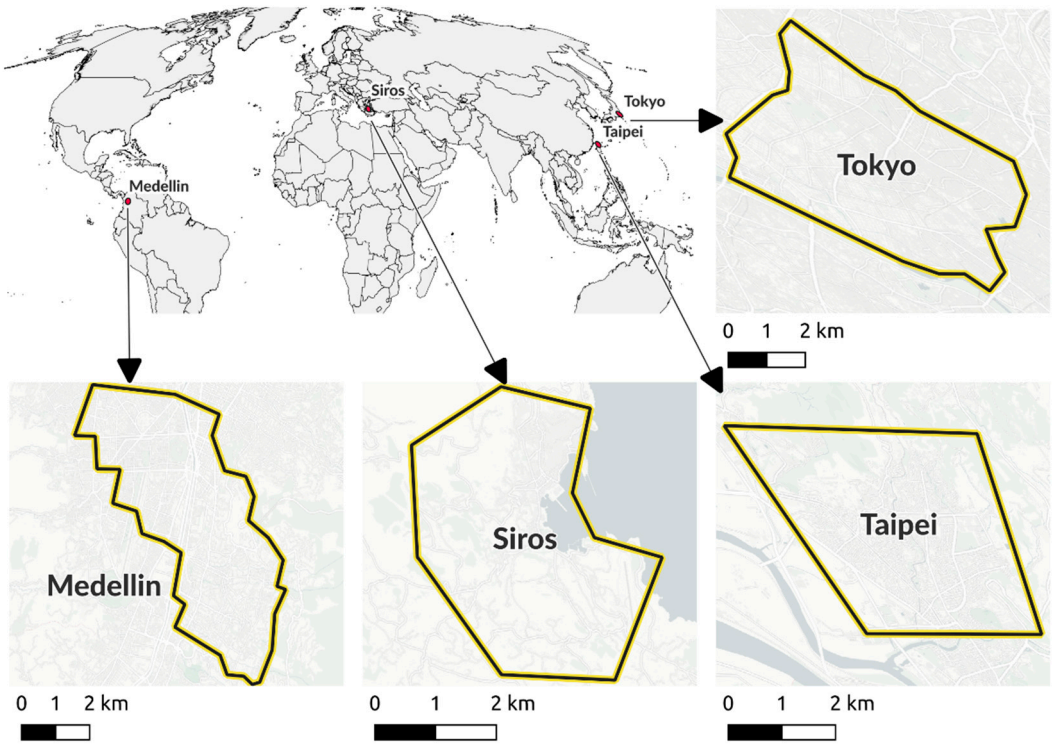 Siros
Tokyo
Taipei
Medellin
Tokyo
0 1 2 km
Medellin
Siros
Taipei
0 1 2 km
0 1 2 km
0 1 2 km